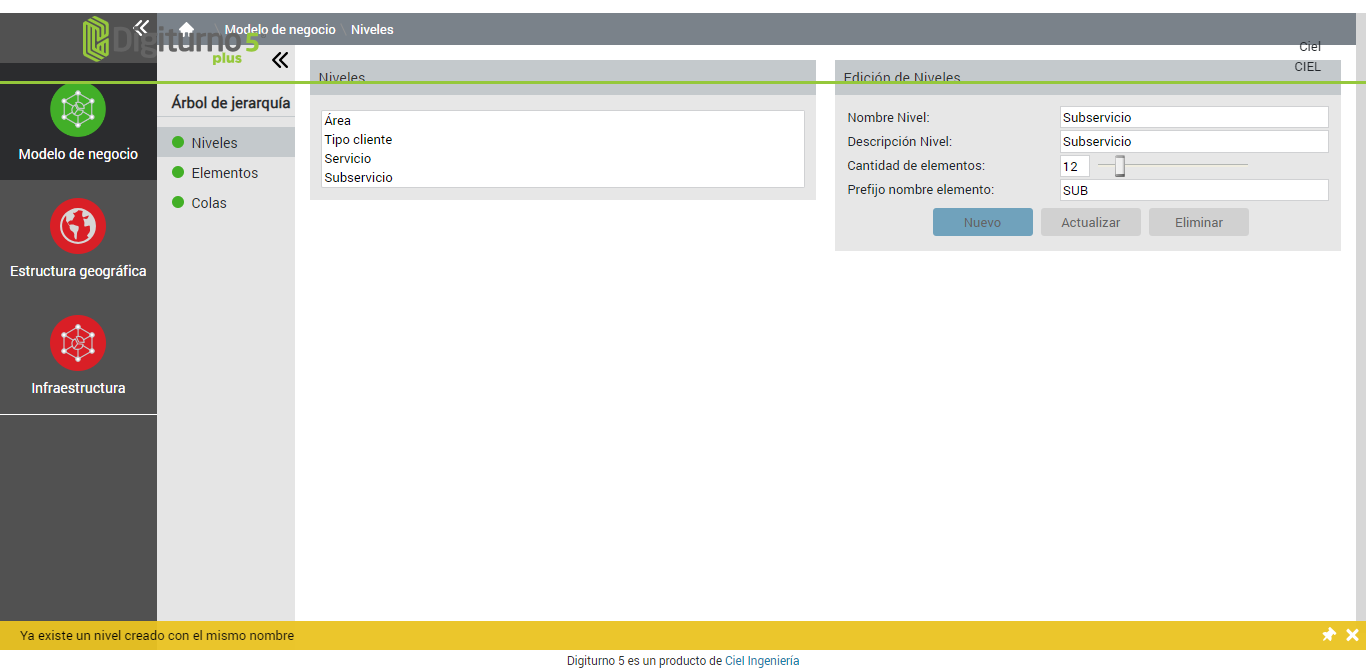 Digiturno 5
plus
Modelo de negocio
Niveles
Ciel
CIEL
Modelo de negocio
Estructura geográfica
Infraestructura
Árbol de jerarquía
Niveles
Elementos
Colas
Niveles
Área
Tipo cliente
Servicio
Subservicio
Edición de Niveles
Nombre Nivel: Subservicio
Descripción Nivel: Subservicio
Cantidad de elementos: 12
Prefijo nombre elemento: SUB
Nuevo Actualizar Eliminar
Ya existe un nivel creado con el mismo nombre
Digiturno 5 es un producto de Ciel Ingeniería